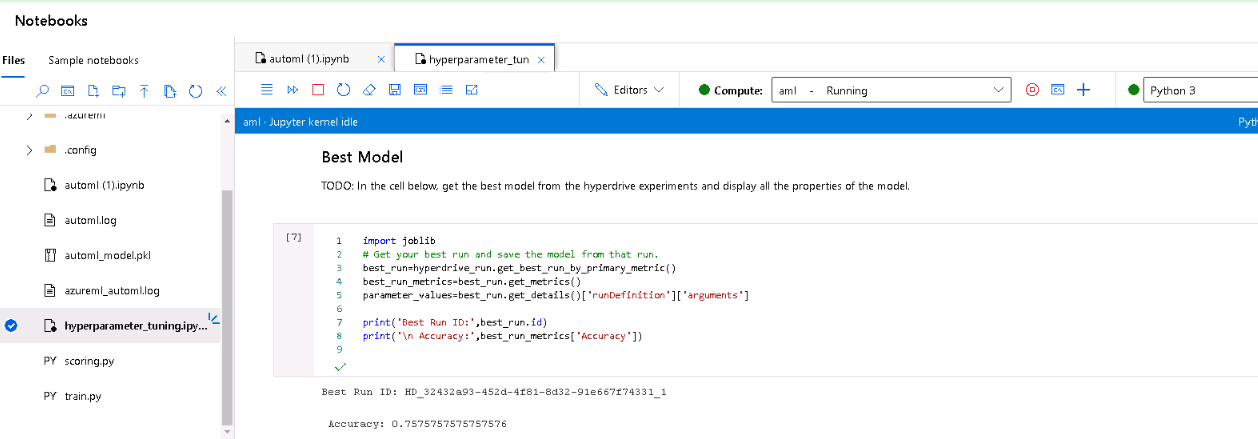 Notebooks
Files Sample notebooks
.azureml
.config
automl (1).ipynb
automl.log
automl_model.pkl
azureml_automl.log
hyperparameter_tuning.ipy...
PY scoring.py
PY train.py
automl (1).ipynb × hyperparameter_tun ×
Editors Compute: aml - Running Python 3
aml · Jupyter kernel idle Pyth
Best Model
TODO: In the cell below, get the best model from the hyperdrive experiments and display all the properties of the model.
[7]
1 import joblib
2 # Get your best run and save the model from that run.
3 best_run=hyperdrive_run.get_best_run_by_primary_metric()
4 best_run_metrics=best_run.get_metrics()
5 parameter_values=best_run.get_details()['runDefinition']['arguments']
6
7 print('Best Run ID:',best_run.id)
8 print('\n Accuracy:',best_run_metrics['Accuracy'])
9
Best Run ID: HD_32432a93-452d-4f81-8d32-91e667f74331_1
Accuracy: 0.7575757575757576